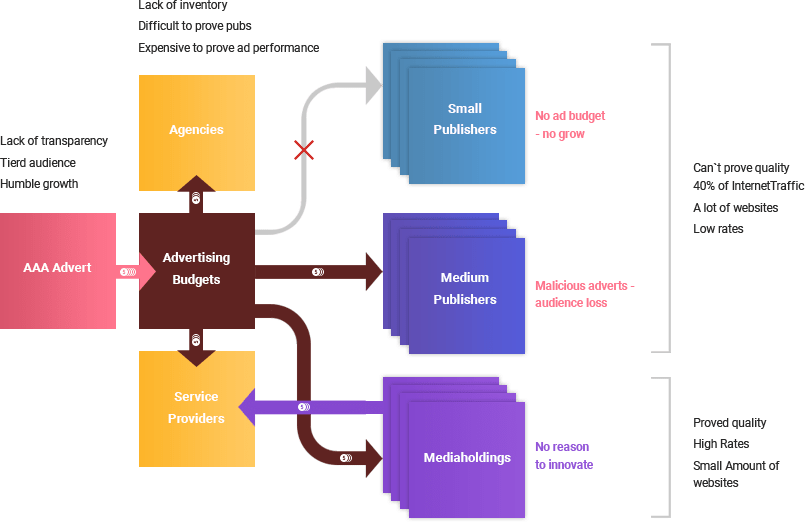 Lack of inventory
Difficult to prove pubs
Expensive to prove ad performance
Agencies
Lack of transparency
Tierd audience
Humble growth
AAA Advert
Advertising
Budgets
Service
Providers
Small
Publishers
No ad budget
- no grow
Medium
Publishers
Malicious adverts -
audience loss
Mediaholdings
No reason
to innovate
Can`t prove quality
40% of InternetTraffic
A lot of websites
Low rates
Proved quality
High Rates
Small Amount of
websites